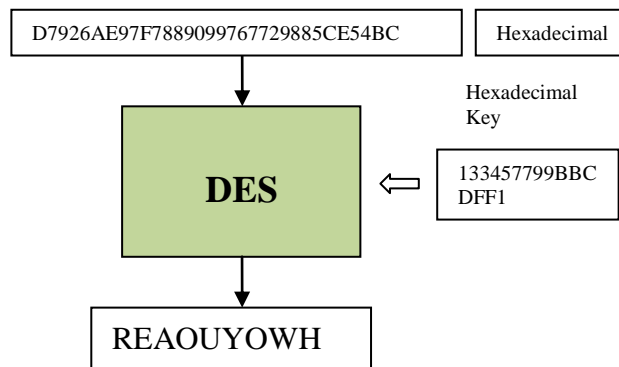 D7926AE97F7889099767729885CE54BC
Hexadecimal
Hexadecimal
Key
DES
133457799BBC
DFF1
REAOUYOWH